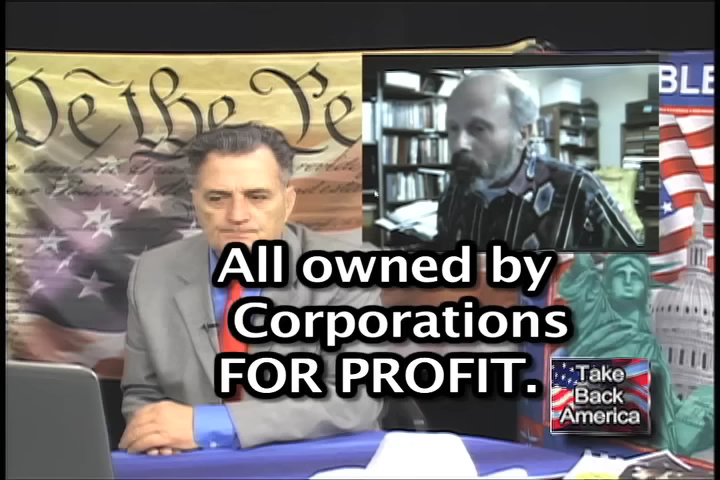 We the Pe
BLE
All owned by
Corporations
FOR PROFIT.
Take
Back
America